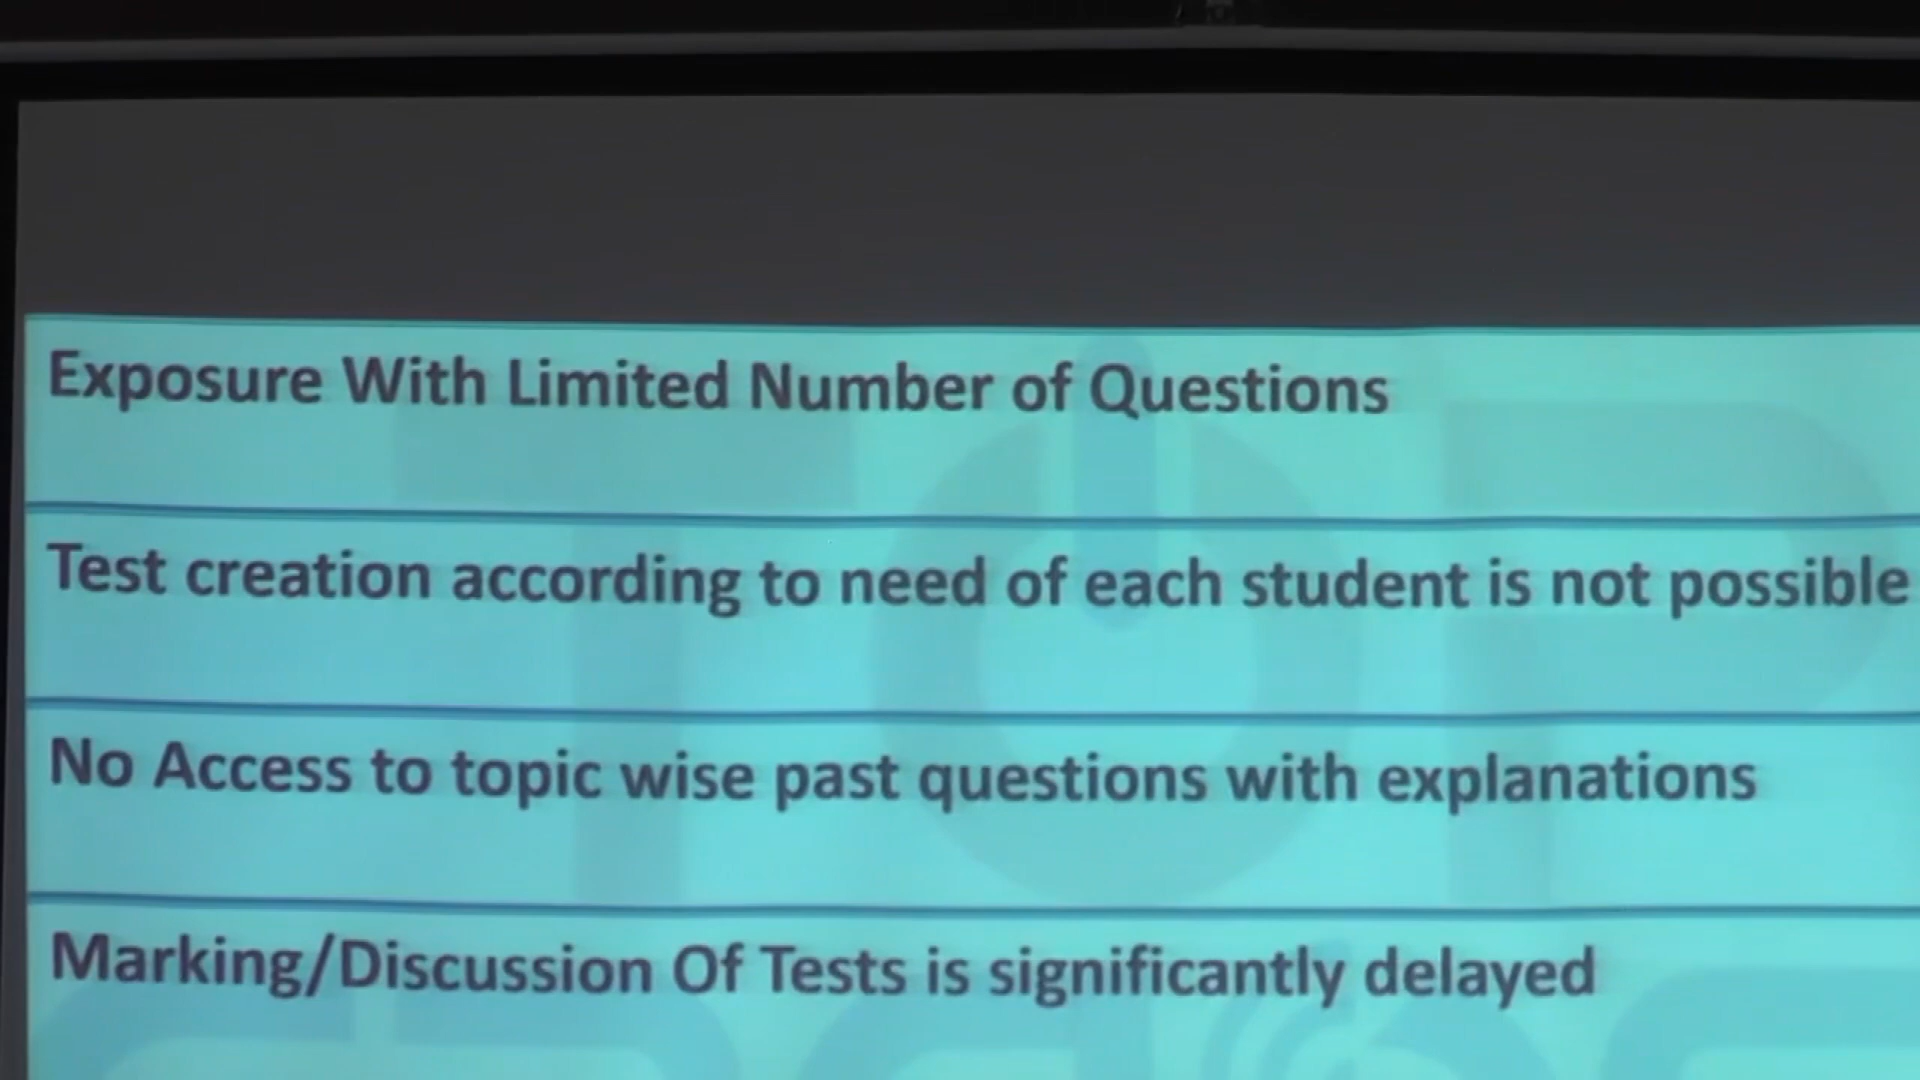 Exposure With Limited Number of Questions
Test creation according to need of each student is not possible
No Access to topic wise past questions with explanations
Marking/Discussion Of Tests is significantly delayed